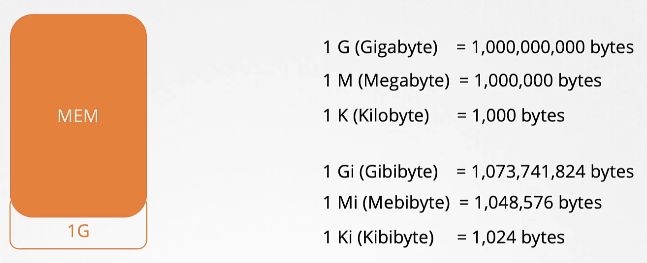 MEM
1G
1 G (Gigabyte) = 1,000,000,000 bytes
1 M (Megabyte) = 1,000,000 bytes
1 K (Kilobyte) = 1,000 bytes
1 Gi (Gibibyte) = 1,073,741,824 bytes
1 Mi (Mebibyte) = 1,048,576 bytes
1 Ki (Kibibyte) = 1,024 bytes